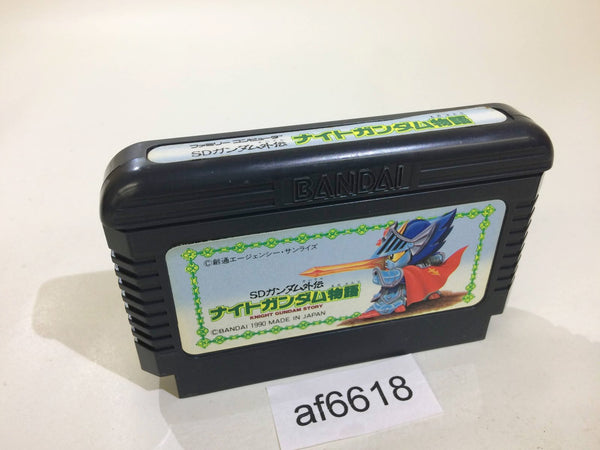 ファミリーコンピュータ
SDガンダム外伝
ナイトガンダム物語
BANDAI
©創通エージェンシー・サンライズ
SDガンダム外伝
ナイトガンダム物語
KNIGHT GUNDAM STORY
©BANDAI 1990 MADE IN JAPAN
af6618